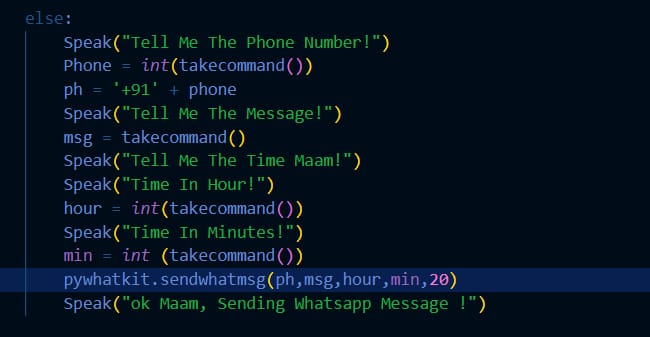 else:
Speak("Tell Me The Phone Number!")
Phone = int(takecommand())
ph = '+91' + phone
Speak("Tell Me The Message!")
msg = takecommand()
Speak("Tell Me The Time Maam!")
Speak("Time In Hour!")
hour = int(takecommand())
Speak("Time In Minutes!")
min = int (takecommand())
pywhatkit.sendwhatmsg(ph,msg,hour,min,20)
Speak("ok Maam, Sending Whatsapp Message !")